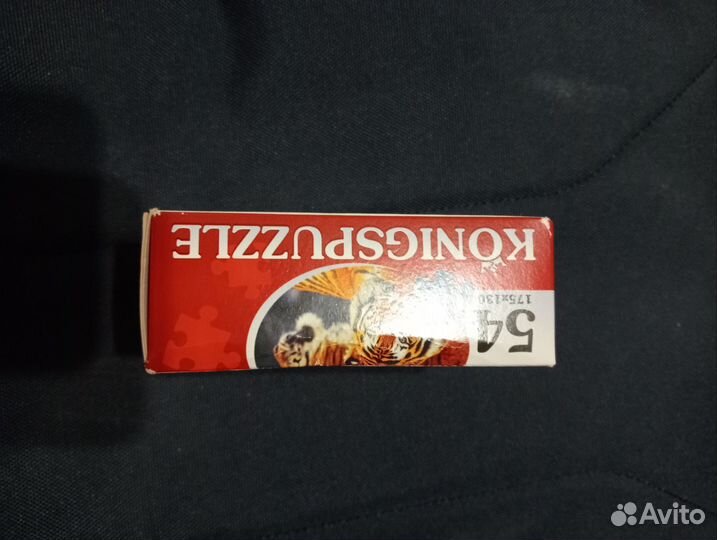 KÖNIGSPUZZLE
54
175x130
Avito